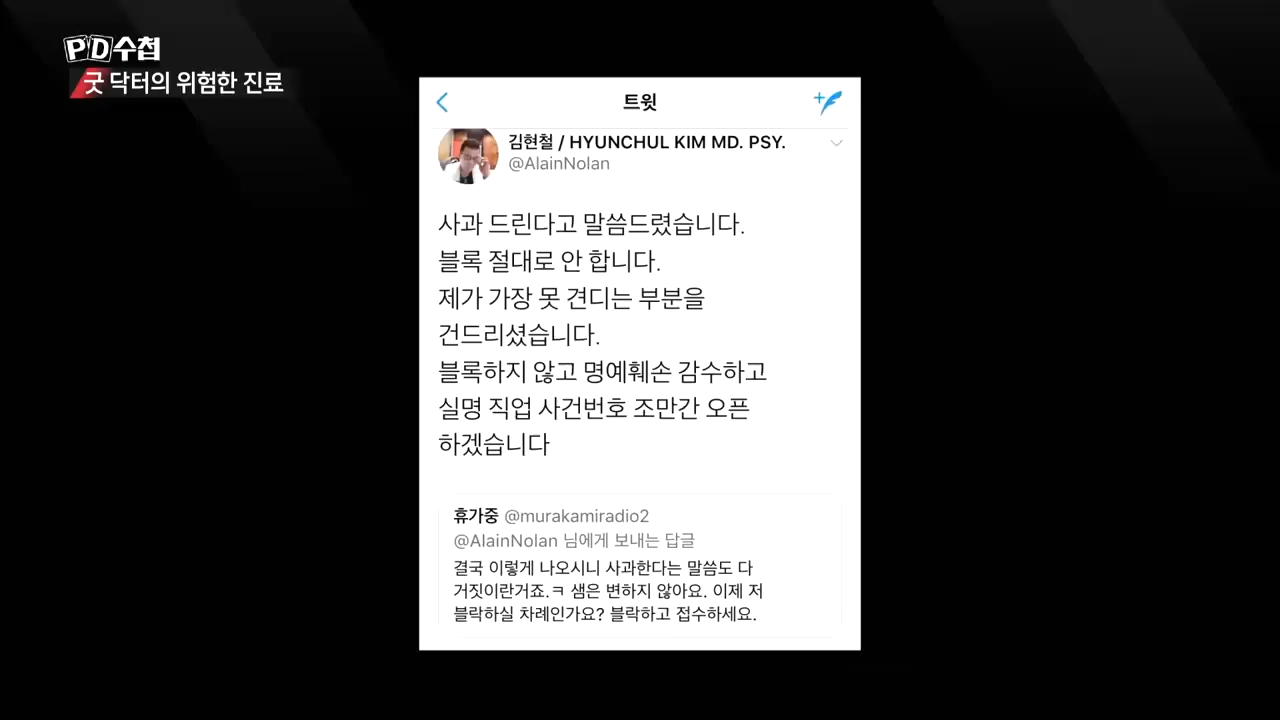 PD수첩
굿 닥터의 위험한 진료
트윗
김현철 / HYUNCHUL KIM MD. PSY.
@AlainNolan
사과 드린다고 말씀드렸습니다.
블록 절대로 안 합니다.
제가 가장 못 견디는 부분을
건드리셨습니다.
블록하지 않고 명예훼손 감수하고
실명 직업 사건번호 조만간 오픈
하겠습니다
휴가중 @murakamiradio2
@AlainNolan 님에게 보내는 답글
결국 이렇게 나오시니 사과한다는 말씀도 다
거짓이란거죠.ㅋ 샘은 변하지 않아요. 이제 저
블락하실 차례인가요? 블락하고 접수하세요.